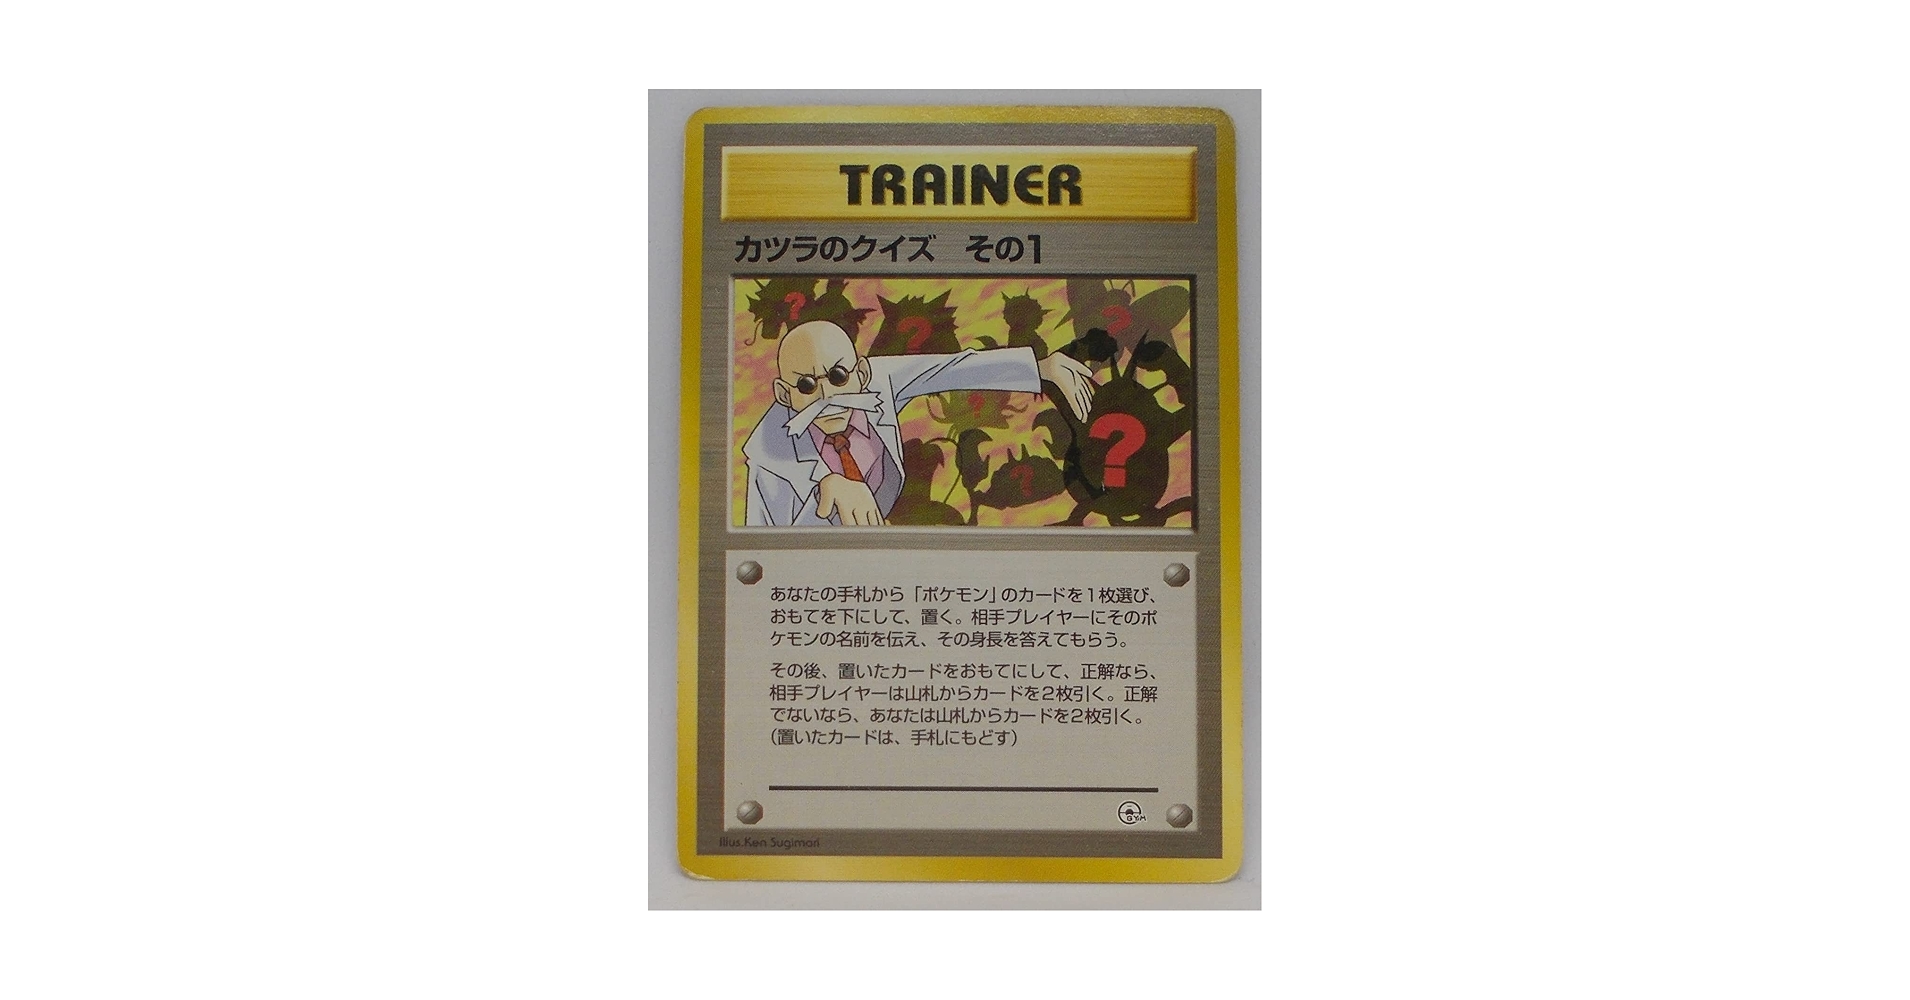 TRAINER
カツラのクイズ　その1
?
?
?
?
?
?
あなたの手札から「ポケモン」のカードを1枚選び、
おもてを下にして、置く。相手プレイヤーにそのポ
ケモンの名前を伝え、その身長を答えてもらう。
その後、置いたカードをおもてにして、正解なら、
相手プレイヤーは山札からカードを2枚引く。正解
でないなら、あなたは山札からカードを2枚引く。
(置いたカードは、手札にもどす)
GYM
Illus.Ken Sugimori